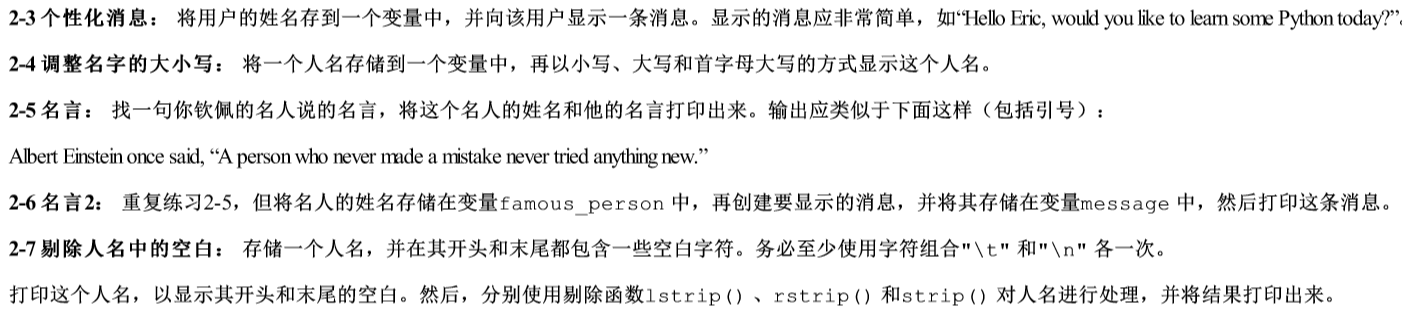 2-3 个性化消息： 将用户的姓名存到一个变量中，并向该用户显示一条消息。显示的消息应非常简单，如“Hello Eric, would you like to learn some Python today?”。
2-4 调整名字的大小写： 将一个人名存储到一个变量中，再以小写、大写和首字母大写的方式显示这个人名。
2-5 名言： 找一句你钦佩的名人说的名言，将这个名人的姓名和他的名言打印出来。输出应类似于下面这样（包括引号）：
Albert Einstein once said, “A person who never made a mistake never tried anything new.”
2-6 名言2： 重复练习2-5，但将名人的姓名存储在变量famous_person 中，再创建要显示的消息，并将其存储在变量message 中，然后打印这条消息。
2-7 剔除人名中的空白： 存储一个人名，并在其开头和末尾都包含一些空白字符。务必至少使用字符组合"\t" 和"\n" 各一次。
打印这个人名，以显示其开头和末尾的空白。然后，分别使用剔除函数lstrip() 、rstrip() 和strip() 对人名进行处理，并将结果打印出来。